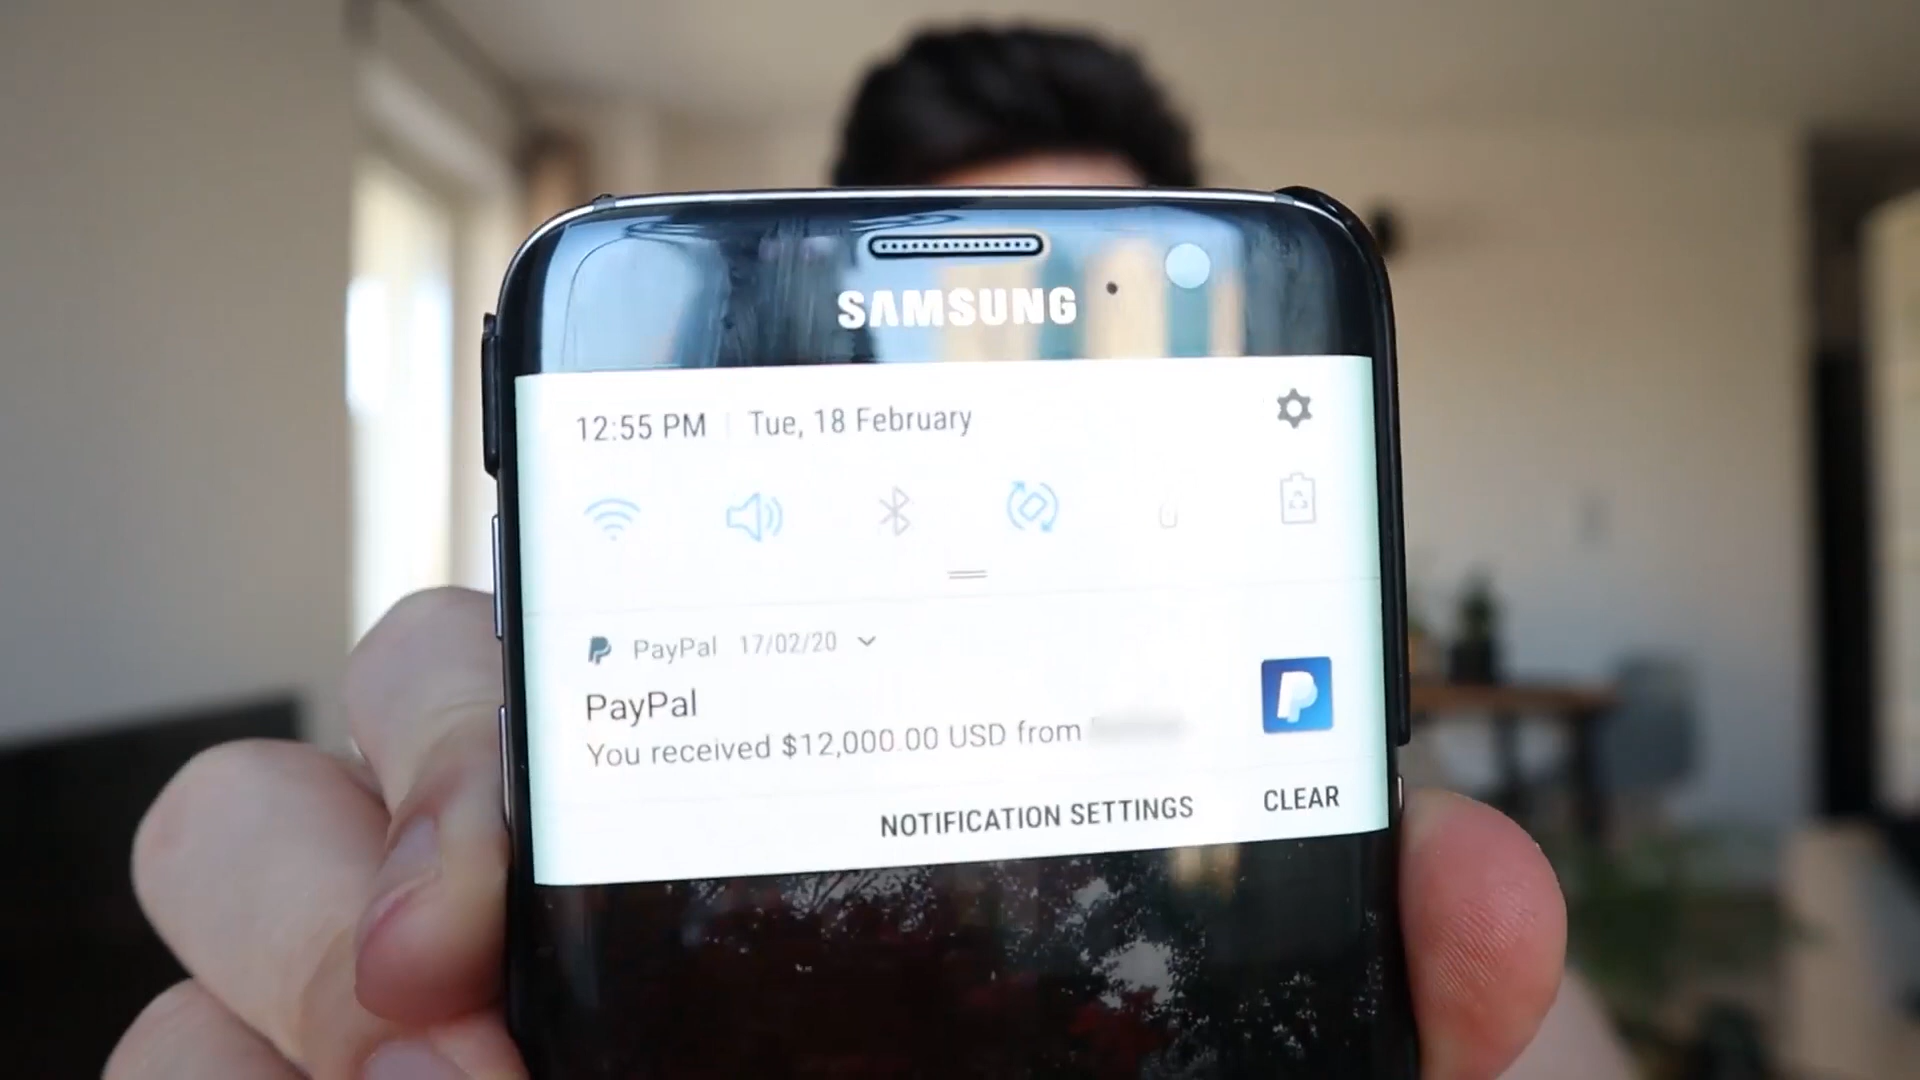 SAMSUNG
12:55 PM | Tue, 18 February
PayPal 17/02/20
PayPal
You received $12,000.00 USD from
NOTIFICATION SETTINGS CLEAR